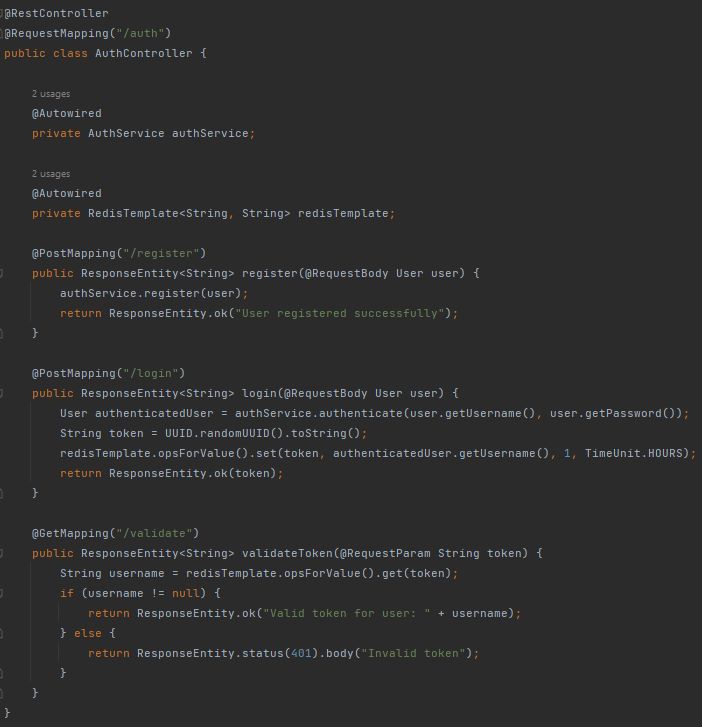 @RestController
@RequestMapping("/auth")
public class AuthController {
2 usages
@Autowired
private AuthService authService;
2 usages
@Autowired
private RedisTemplate<String, String> redisTemplate;
@PostMapping("/register")
public ResponseEntity<String> register(@RequestBody User user) {
authService.register(user);
return ResponseEntity.ok("User registered successfully");
}
@PostMapping("/login")
public ResponseEntity<String> login(@RequestBody User user) {
User authenticatedUser = authService.authenticate(user.getUsername(), user.getPassword());
String token = UUID.randomUUID().toString();
redisTemplate.opsForValue().set(token, authenticatedUser.getUsername(), 1, TimeUnit.HOURS);
return ResponseEntity.ok(token);
}
@GetMapping("/validate")
public ResponseEntity<String> validateToken(@RequestParam String token) {
String username = redisTemplate.opsForValue().get(token);
if (username != null) {
return ResponseEntity.ok("Valid token for user: " + username);
} else {
return ResponseEntity.status(401).body("Invalid token");
}
}
}